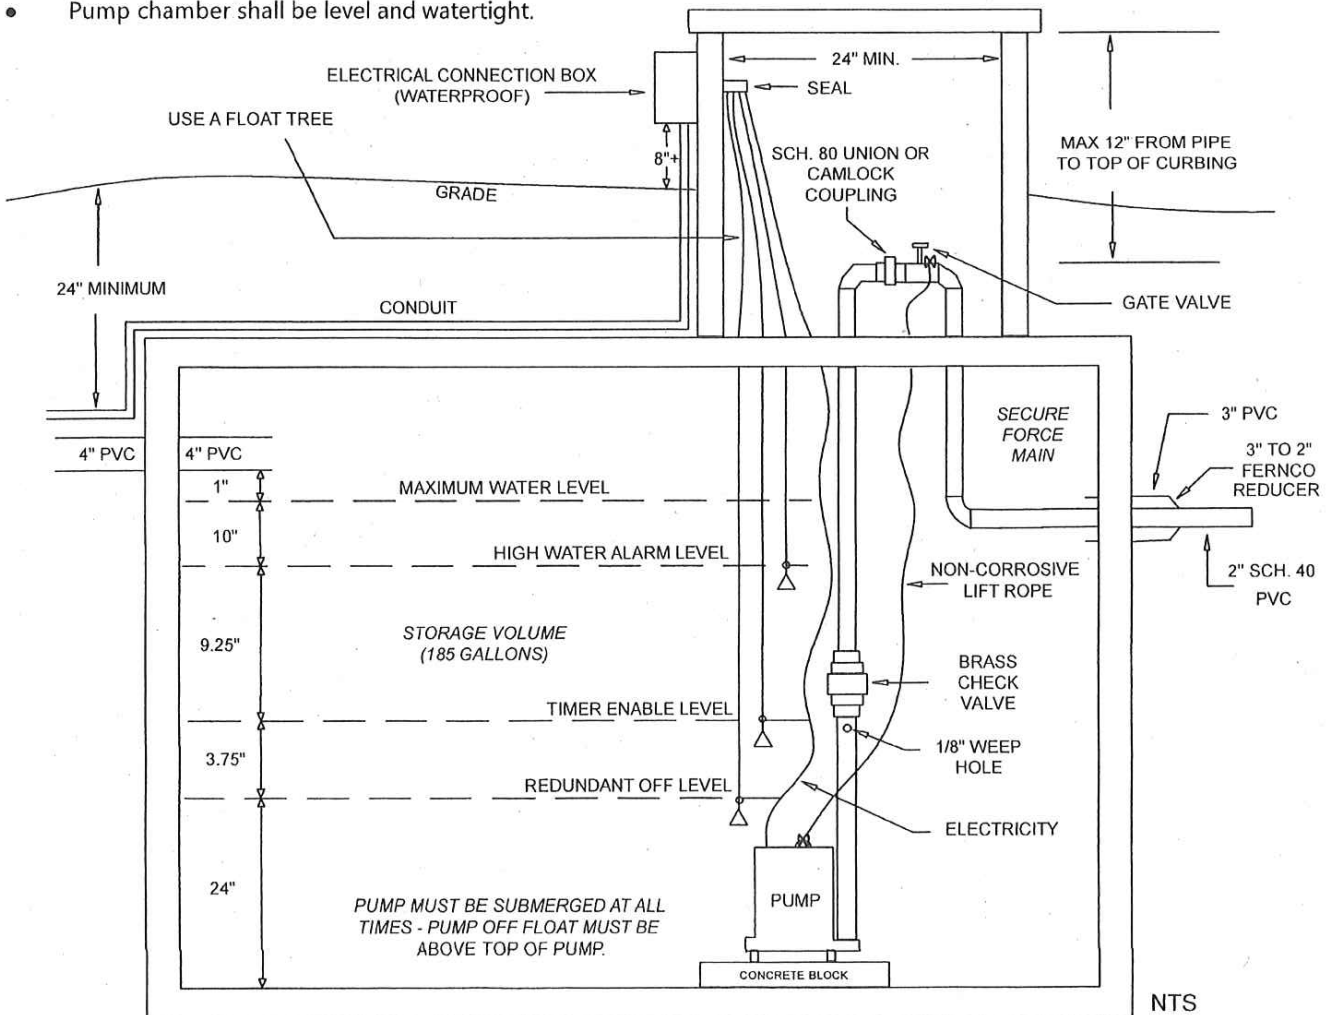 • Pump chamber shall be level and watertight.
24" MIN.
ELECTRICAL CONNECTION BOX
(WATERPROOF)
SEAL
USE A FLOAT TREE
8"+
SCH. 80 UNION OR
CAMLOCK
COUPLING
MAX 12" FROM PIPE
TO TOP OF CURBING
GRADE
24" MINIMUM
CONDUIT
GATE VALVE
SECURE
FORCE
MAIN
3" PVC
4" PVC
4" PVC
3" TO 2"
FERNCO
REDUCER
1"
MAXIMUM WATER LEVEL
10"
HIGH WATER ALARM LEVEL
NON-CORROSIVE
LIFT ROPE
2" SCH. 40
PVC
9.25"
STORAGE VOLUME
(185 GALLONS)
BRASS
CHECK
VALVE
TIMER ENABLE LEVEL
3.75"
1/8" WEEP
HOLE
REDUNDANT OFF LEVEL
ELECTRICITY
24"
PUMP
PUMP MUST BE SUBMERGED AT ALL
TIMES - PUMP OFF FLOAT MUST BE
ABOVE TOP OF PUMP.
CONCRETE BLOCK
NTS